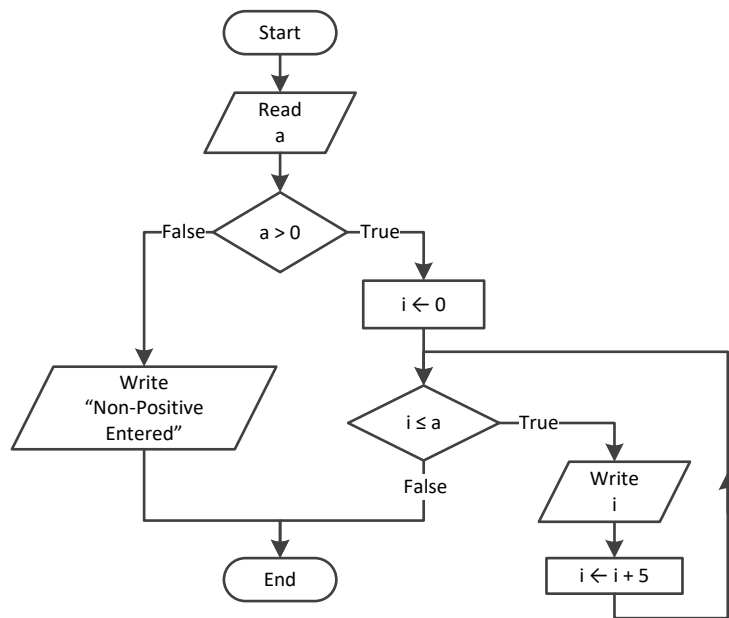 Start
Read
a
a > 0
False
True
i ← 0
Write
“Non-Positive
Entered”
i ≤ a
True
False
Write
i
i ← i + 5
End